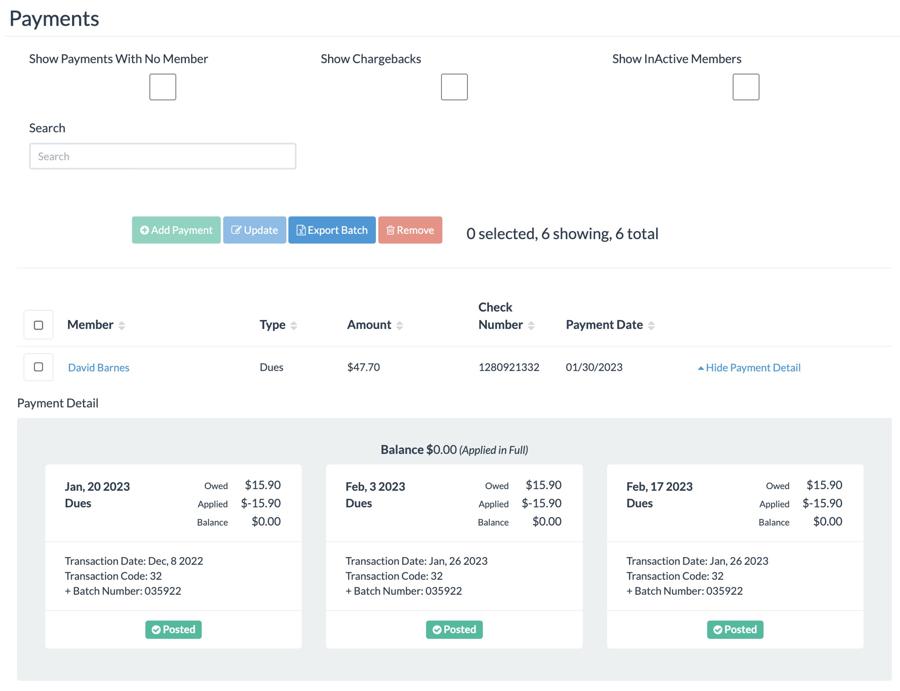 Payments
Show Payments With No Member
Show Chargebacks
Show InActive Members
Search
Search
Add Payment Update Export Batch Remove 0 selected, 6 showing, 6 total
Member Type Amount Check Number Payment Date
David Barnes Dues $47.70 1280921332 01/30/2023 Hide Payment Detail
Payment Detail
Balance $0.00 (Applied in Full)
Jan, 20 2023 Owed $15.90
Dues Applied $-15.90
Balance $0.00
Transaction Date: Dec, 8 2022
Transaction Code: 32
+ Batch Number: 035922
Posted
Feb, 3 2023 Owed $15.90
Dues Applied $-15.90
Balance $0.00
Transaction Date: Jan, 26 2023
Transaction Code: 32
+ Batch Number: 035922
Posted
Feb, 17 2023 Owed $15.90
Dues Applied $-15.90
Balance $0.00
Transaction Date: Jan, 26 2023
Transaction Code: 32
+ Batch Number: 035922
Posted